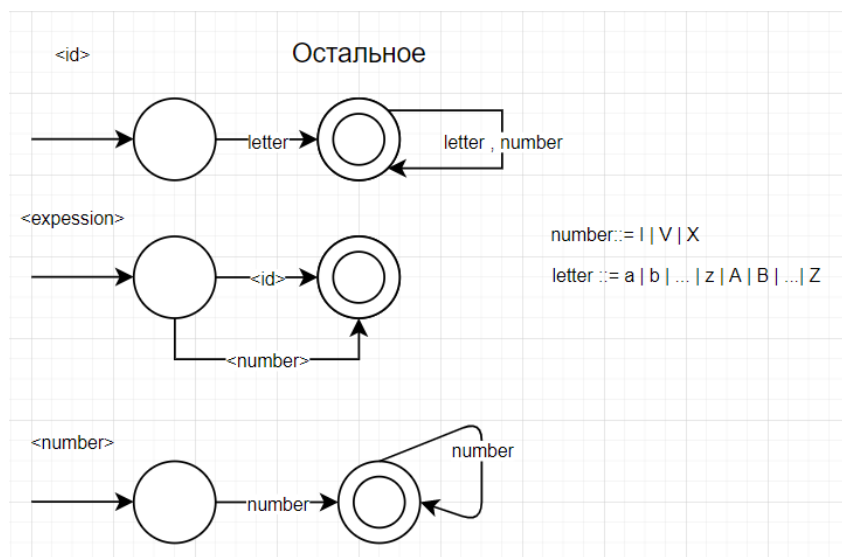 <id>
Остальное
letter
letter , number
<expession>
number::= I | V | X
<id>
letter ::= a | b | ... | z | A | B | ...| Z
<number>
<number>
number
number